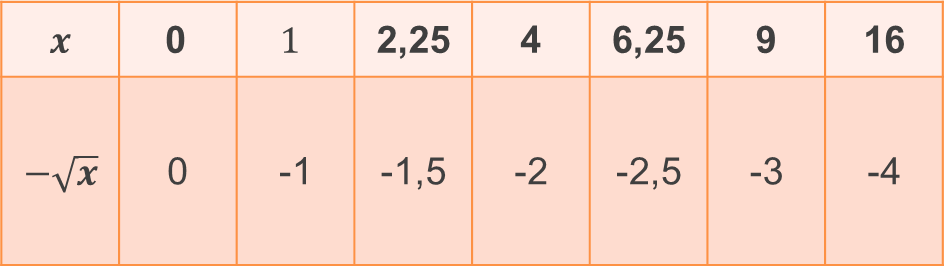 x 0 1 2,25 4 6,25 9 16
−√x 0 -1 -1,5 -2 -2,5 -3 -4